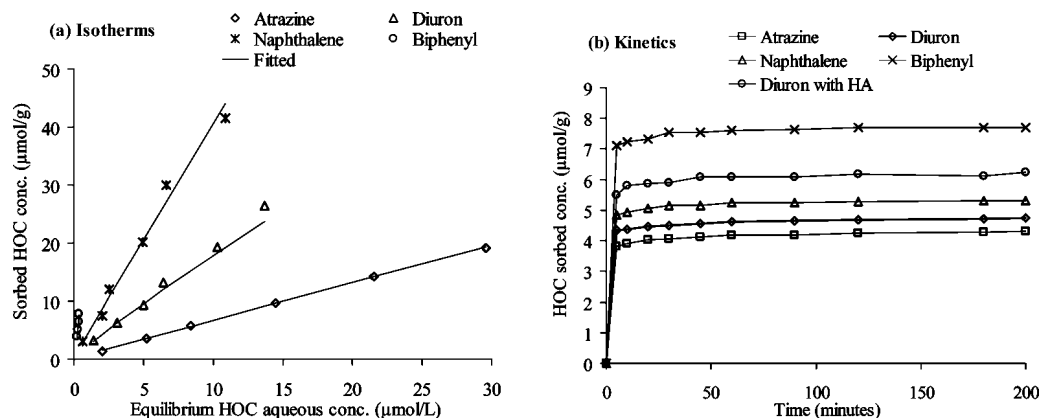 (a) Isotherms
Atrazine Diuron
Naphthalene Biphenyl
Fitted
Sorbed HOC conc. (µmol/g)
50
40
30
20
10
0
0 5 10 15 20 25 30
Equilibrium HOC aqueous conc. (µmol/L)
(b) Kinetics
Atrazine Diuron
Naphthalene Biphenyl
Diuron with HA
HOC sorbed conc. (µmol/g)
9
8
7
6
5
4
3
2
1
0
0 50 100 150 200
Time (minutes)